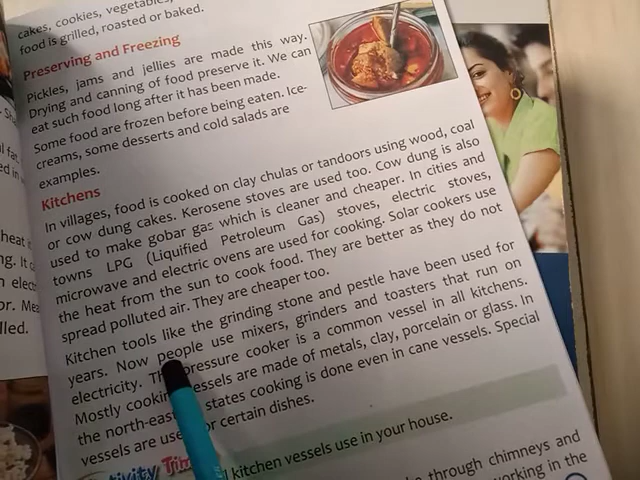 cakes, cookies, vegetables,
food is grilled, roasted or baked.
Preserving and Freezing
Pickles, jams and jellies are made this way.
Drying and canning of food preserve it. We can
eat such food long after it has been made.
Some food are frozen before being eaten. Ice-
creams, some desserts and cold salads are
examples.
Kitchens
In villages, food is cooked on clay chulas or tandoors using wood, coal
or cow dung cakes. Kerosene stoves are used too. Cow dung is also
used to make gobar gas which is cleaner and cheaper. In cities and
towns LPG (Liquified Petroleum Gas) stoves, electric stoves,
microwave and electric ovens are used for cooking. Solar cookers use
the heat from the sun to cook food. They are better as they do not
spread polluted air. They are cheaper too.
Kitchen tools like the grinding stone and pestle have been used for
years. Now people use mixers, grinders and toasters that run on
electricity. The pressure cooker is a common vessel in all kitchens.
Mostly cooking vessels are made of metals, clay, porcelain or glass. In
the north-east states cooking is done even in cane vessels. Special
vessels are used for certain dishes.
kitchen vessels use in your house.
through chimneys and
working in the
heat